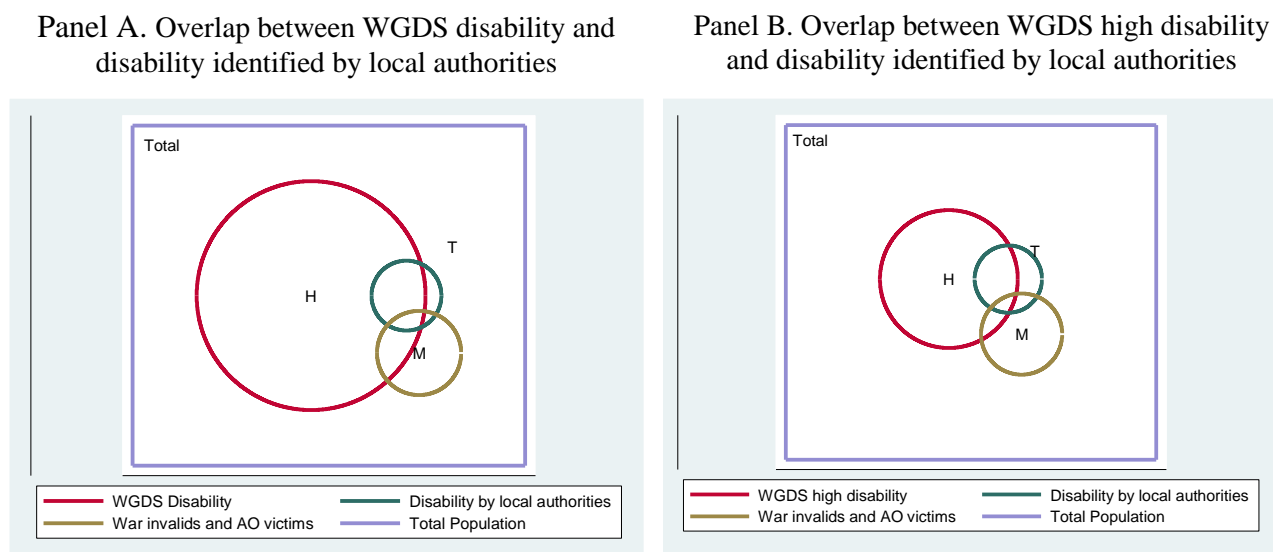 Panel A. Overlap between WGDS disability and
disability identified by local authorities
Total
T
H
M
WGDS Disability
Disability by local authorities
War invalids and AO victims
Total Population
Panel B. Overlap between WGDS high disability
and disability identified by local authorities
Total
T
H
M
WGDS high disability
Disability by local authorities
War invalids and AO victims
Total Population